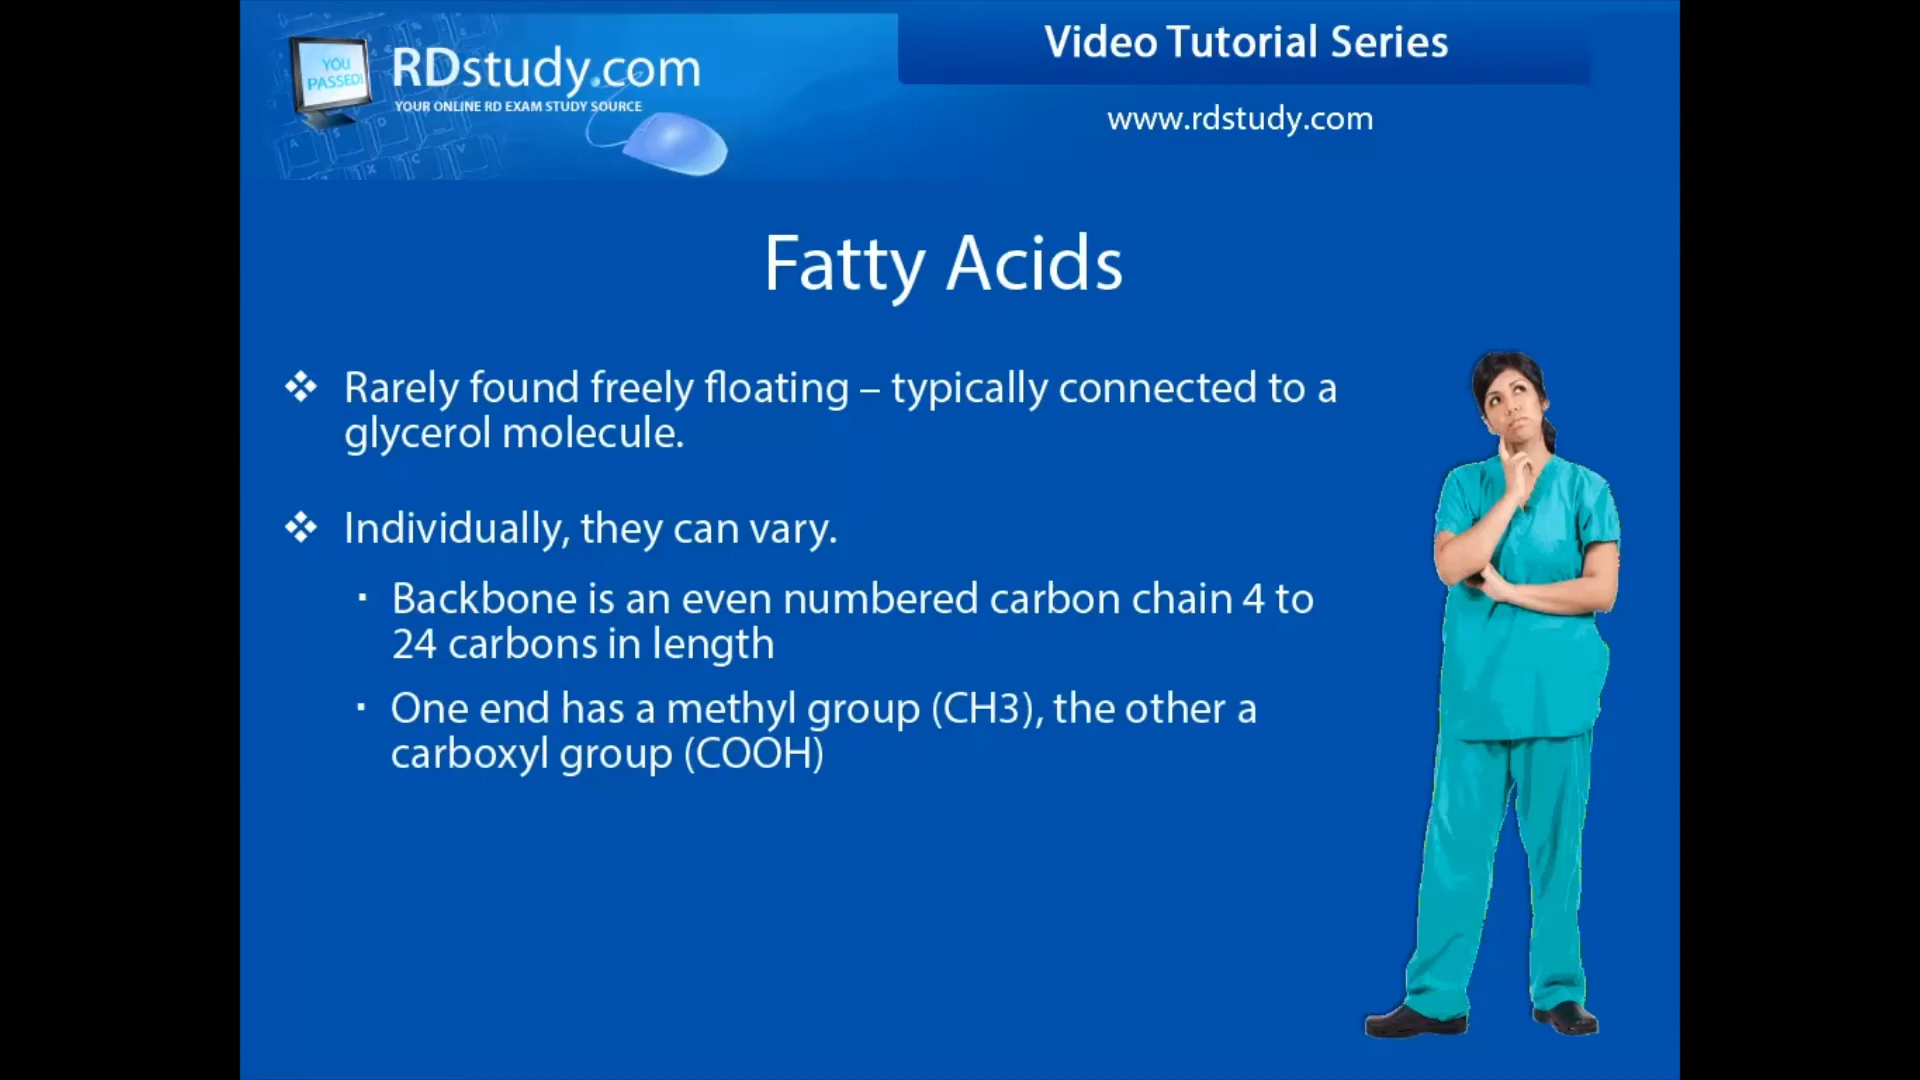 YOU
PASSED!
RDstudy.com
YOUR ONLINE RD EXAM STUDY SOURCE
Video Tutorial Series
www.rdstudy.com
Fatty Acids
Rarely found freely floating – typically connected to a
glycerol molecule.
Individually, they can vary.
Backbone is an even numbered carbon chain 4 to
24 carbons in length
One end has a methyl group (CH3), the other a
carboxyl group (COOH)